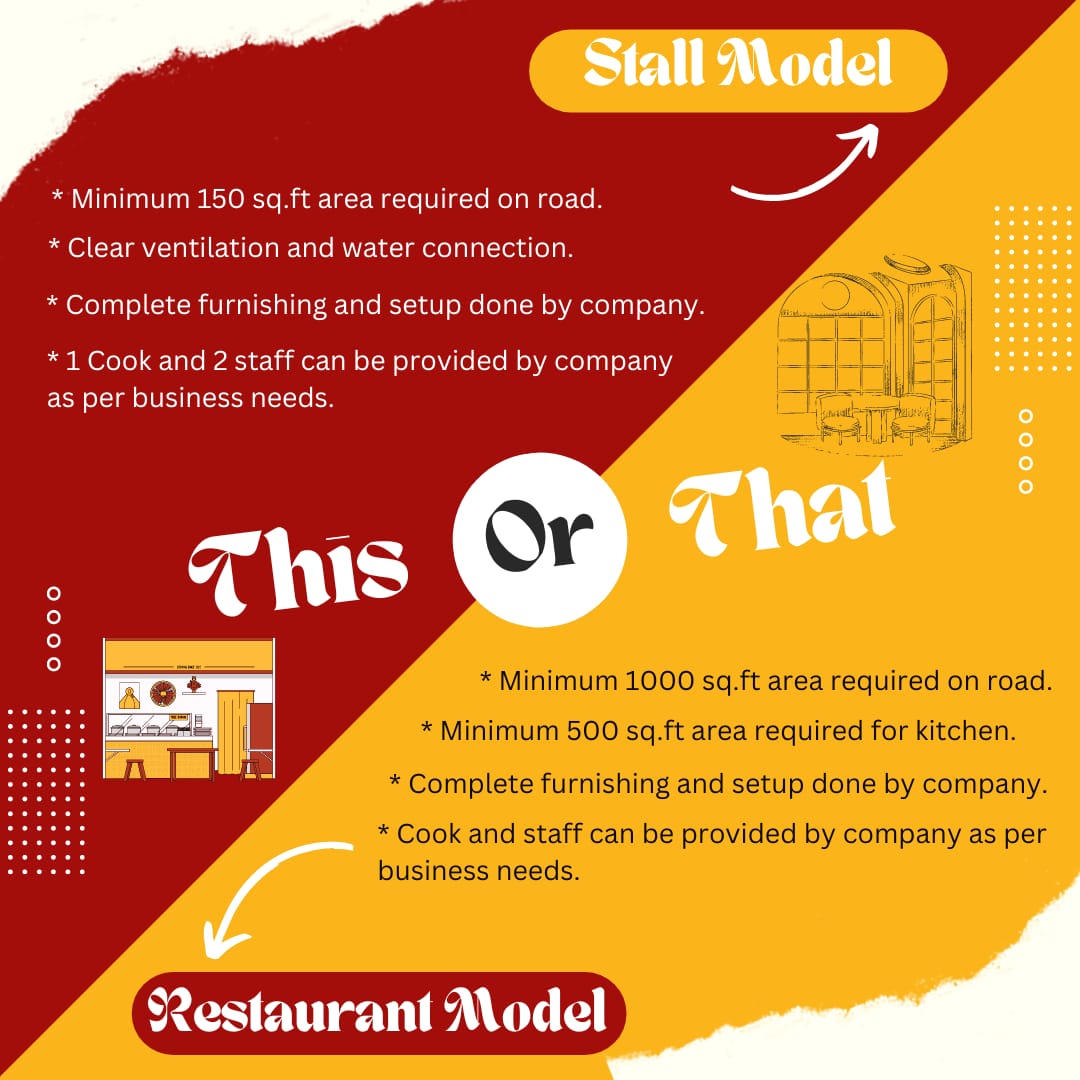 Stall Model
* Minimum 150 sq.ft area required on road.
* Clear ventilation and water connection.
* Complete furnishing and setup done by company.
* 1 Cook and 2 staff can be provided by company
as per business needs.
This
Or
That
* Minimum 1000 sq.ft area required on road.
* Minimum 500 sq.ft area required for kitchen.
* Complete furnishing and setup done by company.
* Cook and staff can be provided by company as per
business needs.
Restaurant Model